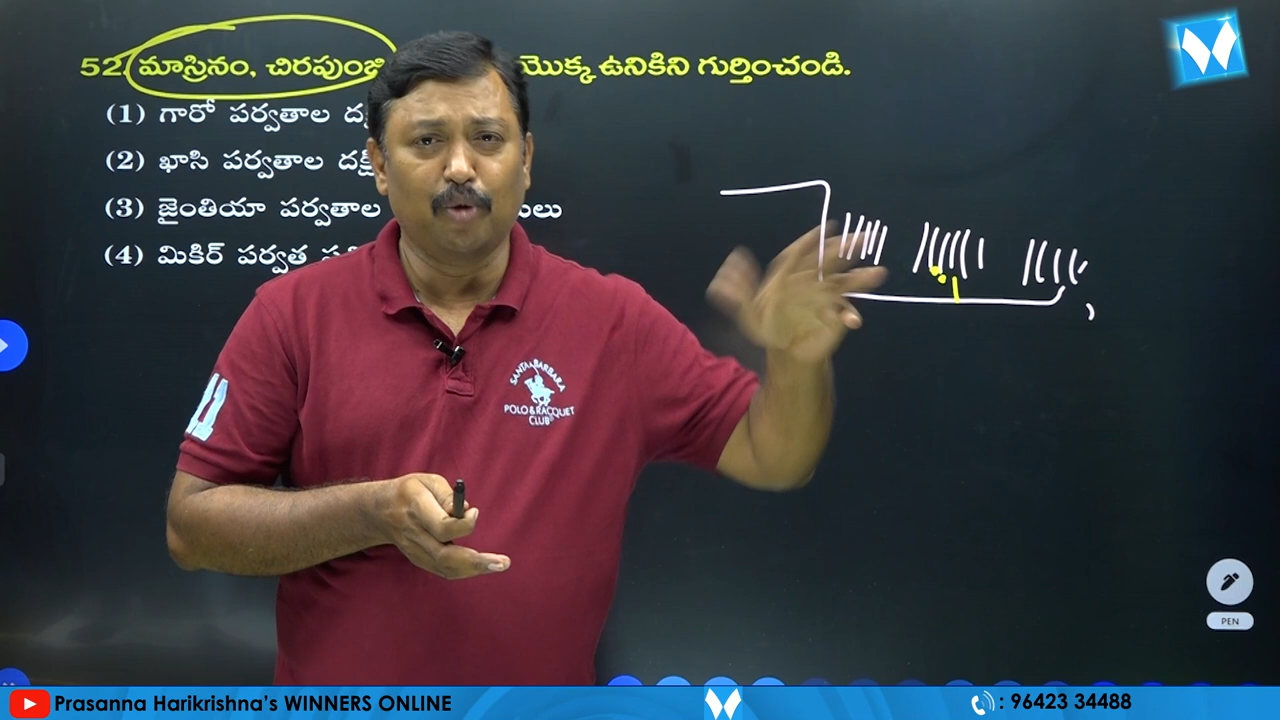 52. మాస్రినం, చిరపుంజి యొక్క ఉనికిని గుర్తించండి.
(1) గారో పర్వతాల
(2) ఖాసి పర్వతాల
(3) జైంతియా పర్వతాల
(4) మికిర్ పర్వత
11
SANTA BARBARA
POLO & RACQUET
CLUB
PEN
Prasanna Harikrishna's WINNERS ONLINE
: 96423 34488